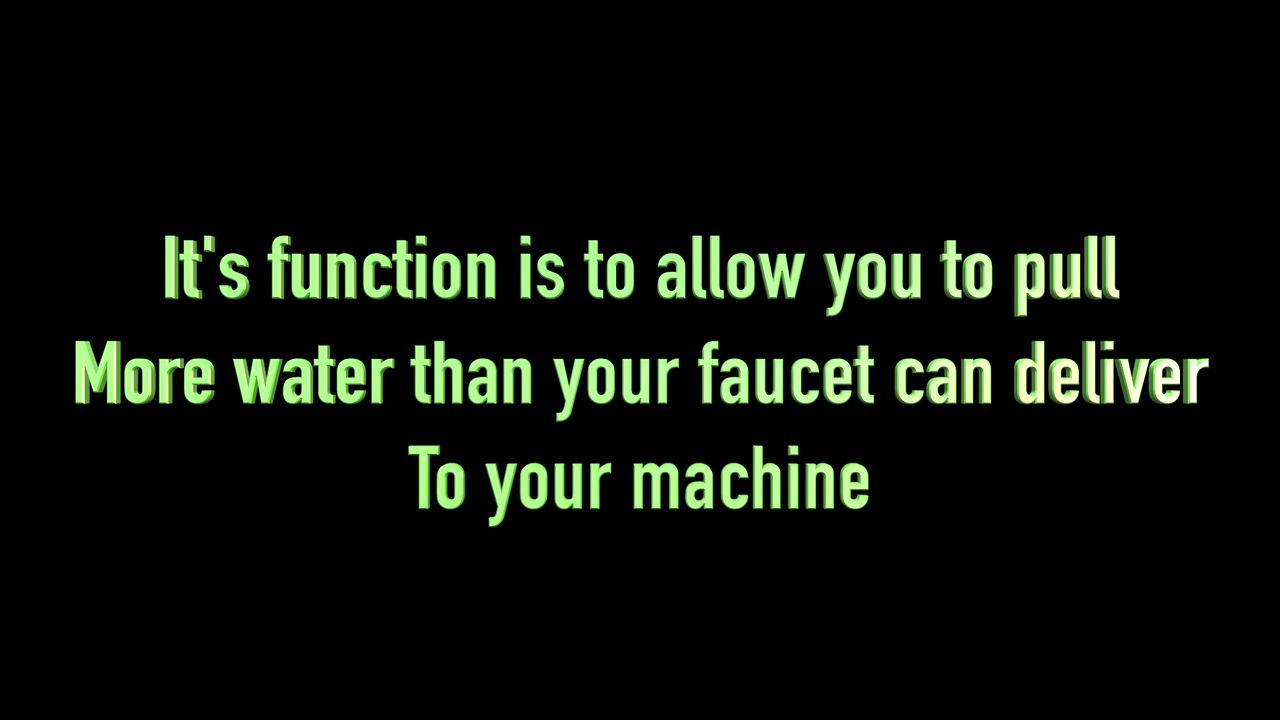 It's function is to allow you to pull
More water than your faucet can deliver
To your machine